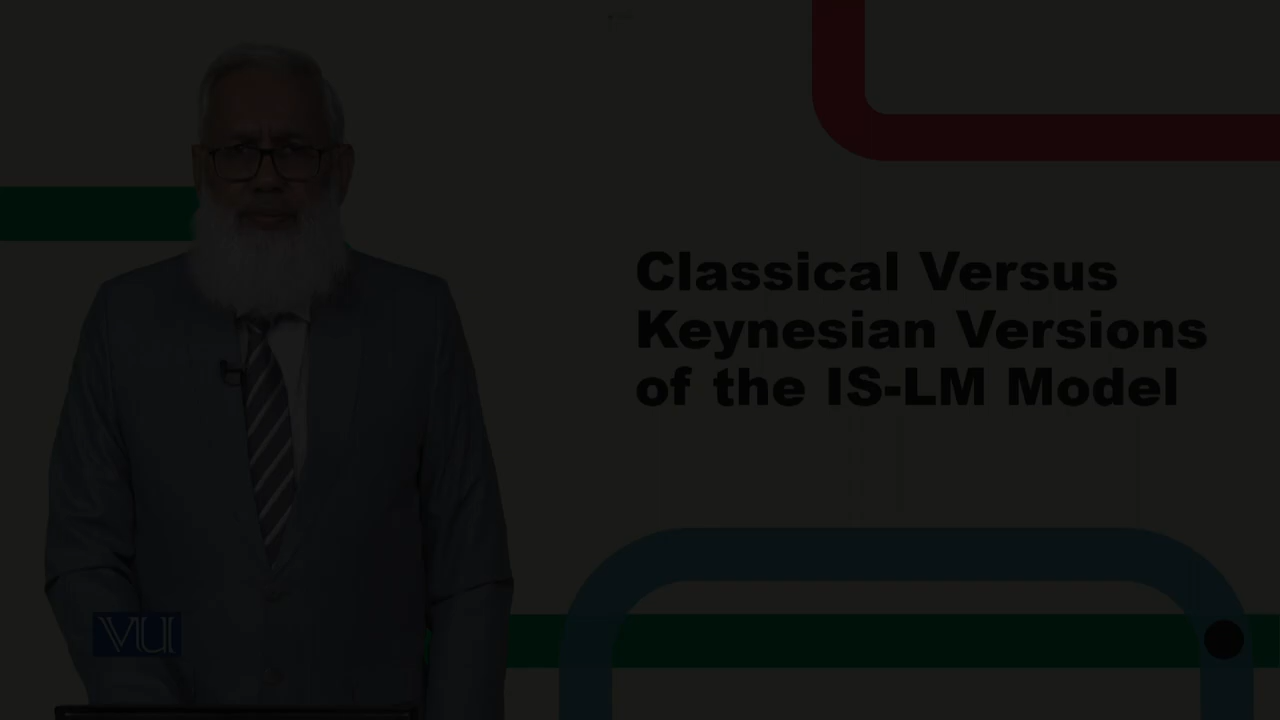 Classical Versus
Keynesian Versions
of the IS-LM Model
VU